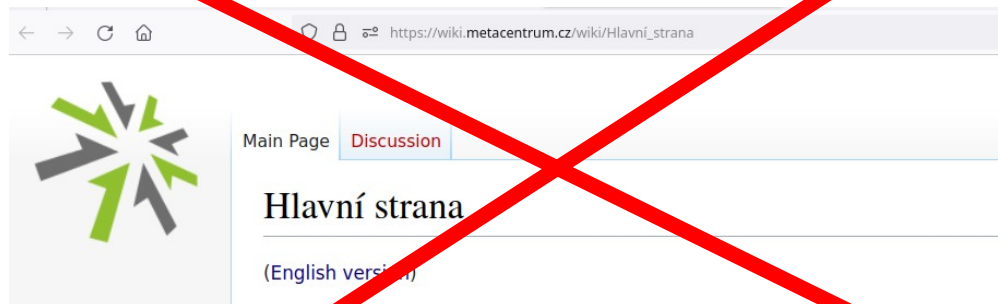 https://wiki.metacentrum.cz/wiki/Hlavní_strana
Main Page Discussion
Hlavní strana
(English version)